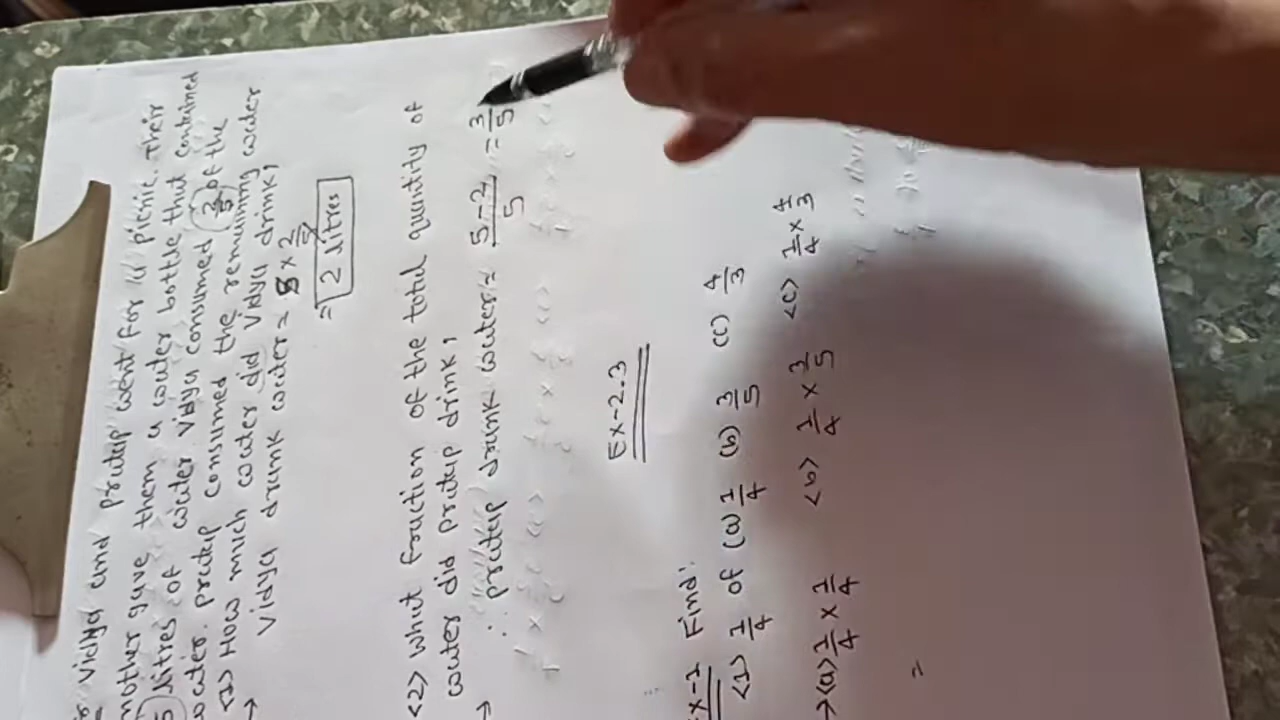 Vidya and pratap went for a picnic. Their
mother gave them a water bottle that contained
5 litres of water Vidya consumed 2/5 of the
water. pratap consumed the remaining water
<1> How much water did Vidya drink,
→ Vidya drank water = 5 × 2/5
= 2 litres
<2> What fraction of the total quantity of
water did pratap drink,
→ ∴ pratap drank water = 5-2/5 = 3/5
Ex-2.3
Ex-1 Find:
<1> 1/4 of (a) 1/4 (b) 3/5 (c) 4/3
→ <a> 1/4 × 1/4 <b> 1/4 × 3/5 <c> 1/4 × 4/3
=